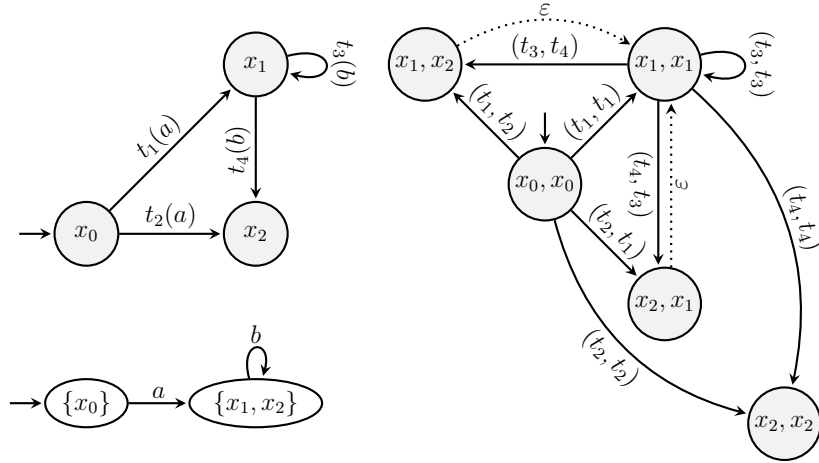 x₁
t₃(b)
t₁(a)
t₄(b)
x₀
t₂(a)
x₂
{x₀}
a
{x₁, x₂}
b
ε
x₁, x₂
(t₃, t₄)
x₁, x₁
(t₃, t₃)
(t₁, t₂)
(t₁, t₁)
x₀, x₀
(t₄, t₃)
ε
(t₄, t₄)
(t₂, t₁)
x₂, x₁
(t₂, t₂)
x₂, x₂